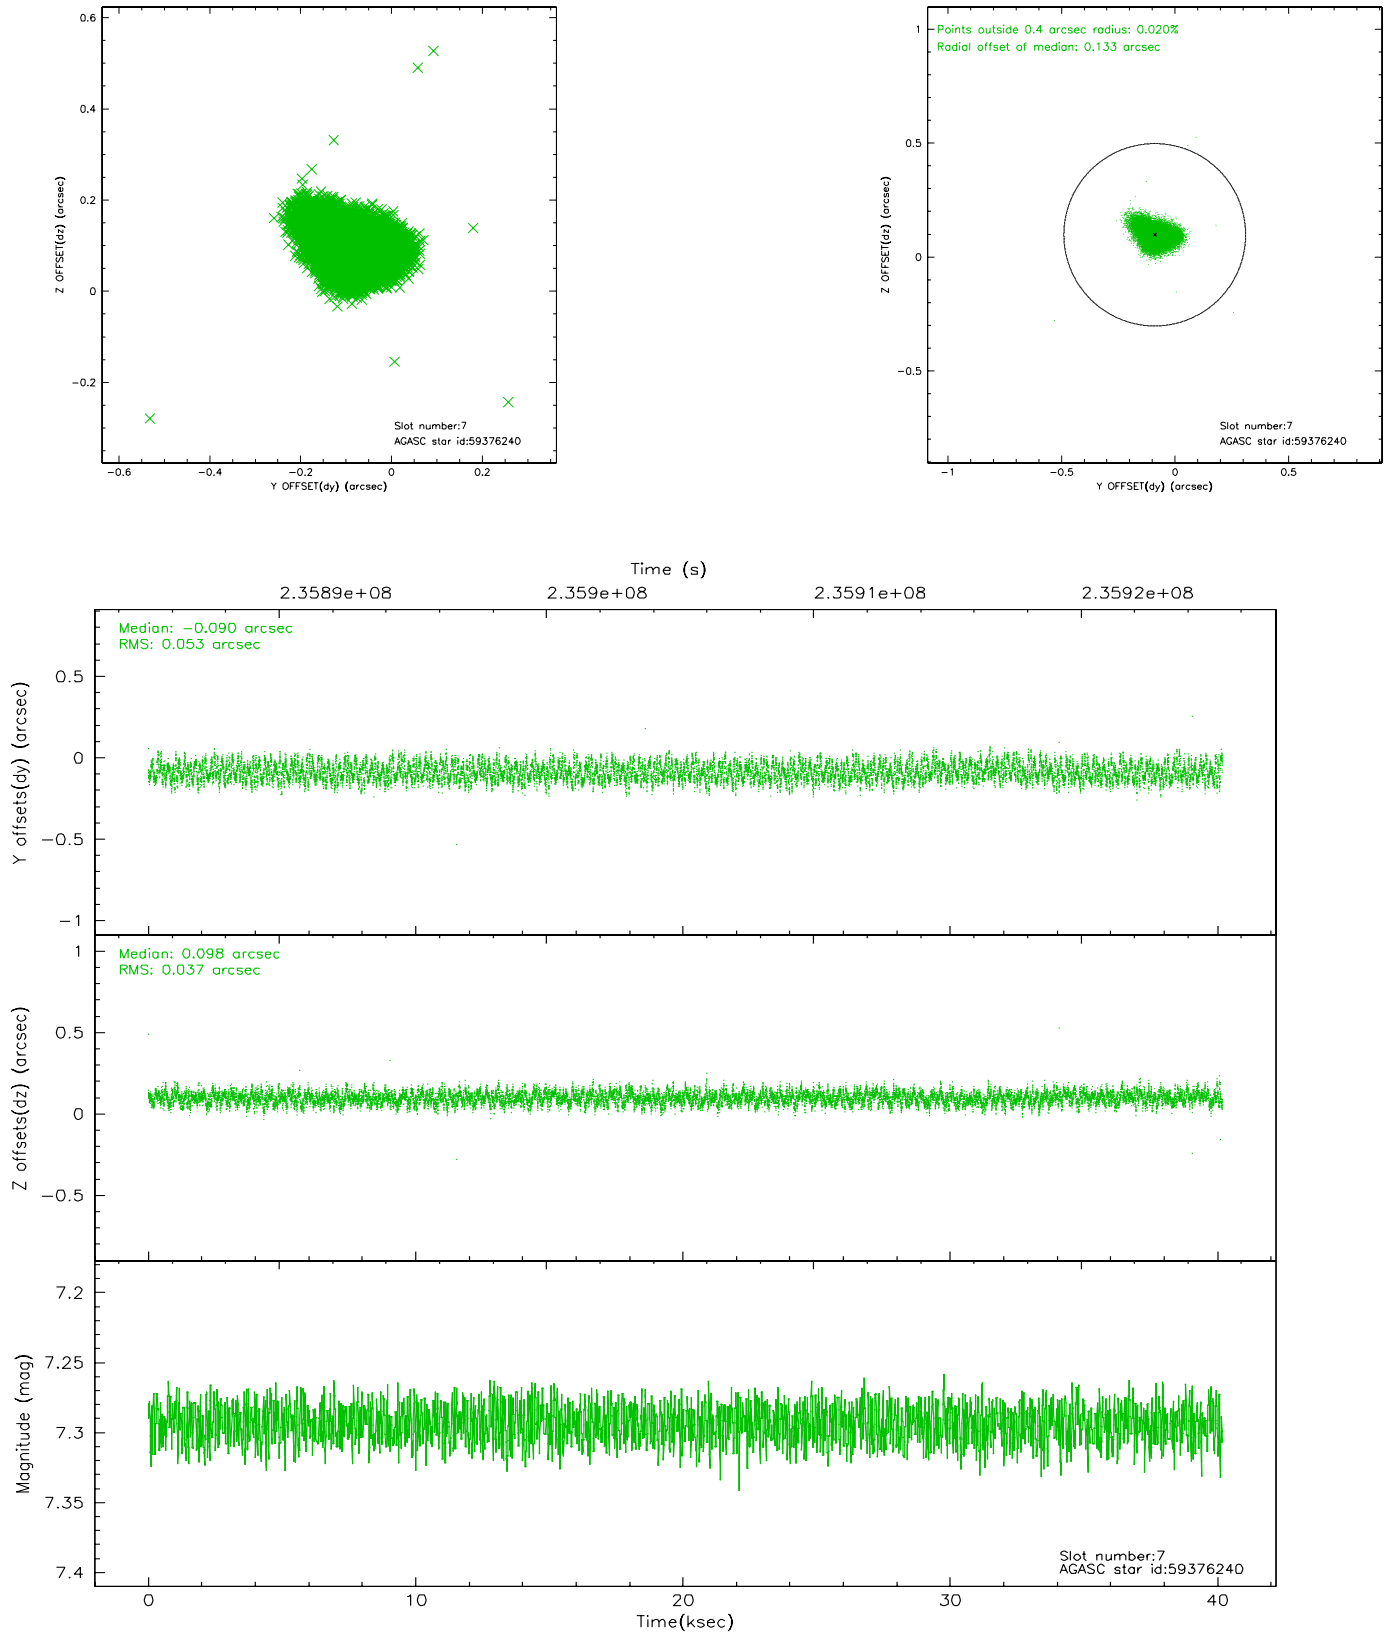 0.6
0.4
0.2
0
−0.2
−0.6
−0.4
−0.2
0
0.2
Z OFFSET(dz) (arcsec)
Y OFFSET(dy) (arcsec)
Slot number:7
AGASC star id:59376240
Points outside 0.4 arcsec radius: 0.020%
Radial offset of median: 0.133 arcsec
1
0.5
0
−0.5
−1
−0.5
0
0.5
Z OFFSET(dz) (arcsec)
Y OFFSET(dy) (arcsec)
Slot number:7
AGASC star id:59376240
Time (s)
2.3589e+08
2.359e+08
2.3591e+08
2.3592e+08
Median: −0.090 arcsec
RMS: 0.053 arcsec
0.5
0
−0.5
−1
Y offsets(dy) (arcsec)
Median: 0.098 arcsec
RMS: 0.037 arcsec
1
0.5
0
−0.5
Z offsets(dz) (arcsec)
7.2
7.25
7.3
7.35
7.4
Magnitude (mag)
Slot number:7
AGASC star id:59376240
0
10
20
30
40
Time(ksec)